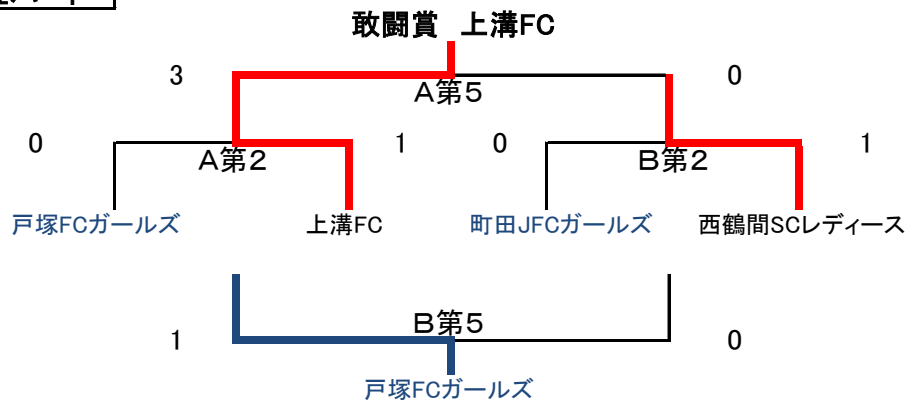 敢闘賞 上溝FC
3
0
A第5
0
1
0
1
A第2
B第2
戸塚FCガールズ
上溝FC
町田JFCガールズ
西鶴間SCレディース
B第5
1
0
戸塚FCガールズ